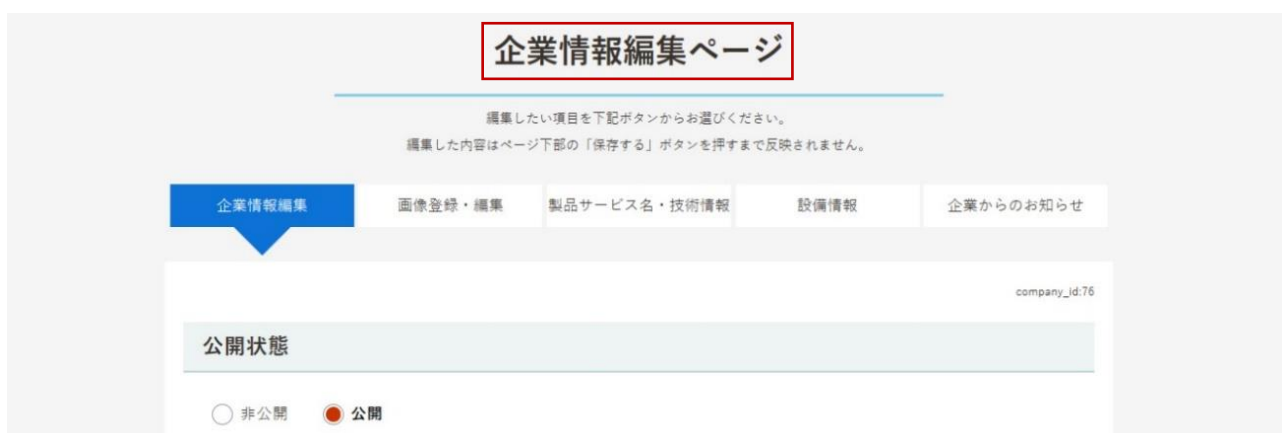 企業情報編集ページ
編集したい項目を下記ボタンからお選びください。
編集した内容はページ下部の「保存する」ボタンを押すまで反映されません。
企業情報編集 画像登録・編集 製品サービス名・技術情報 設備情報 企業からのお知らせ
company_id:76
公開状態
非公開 公開